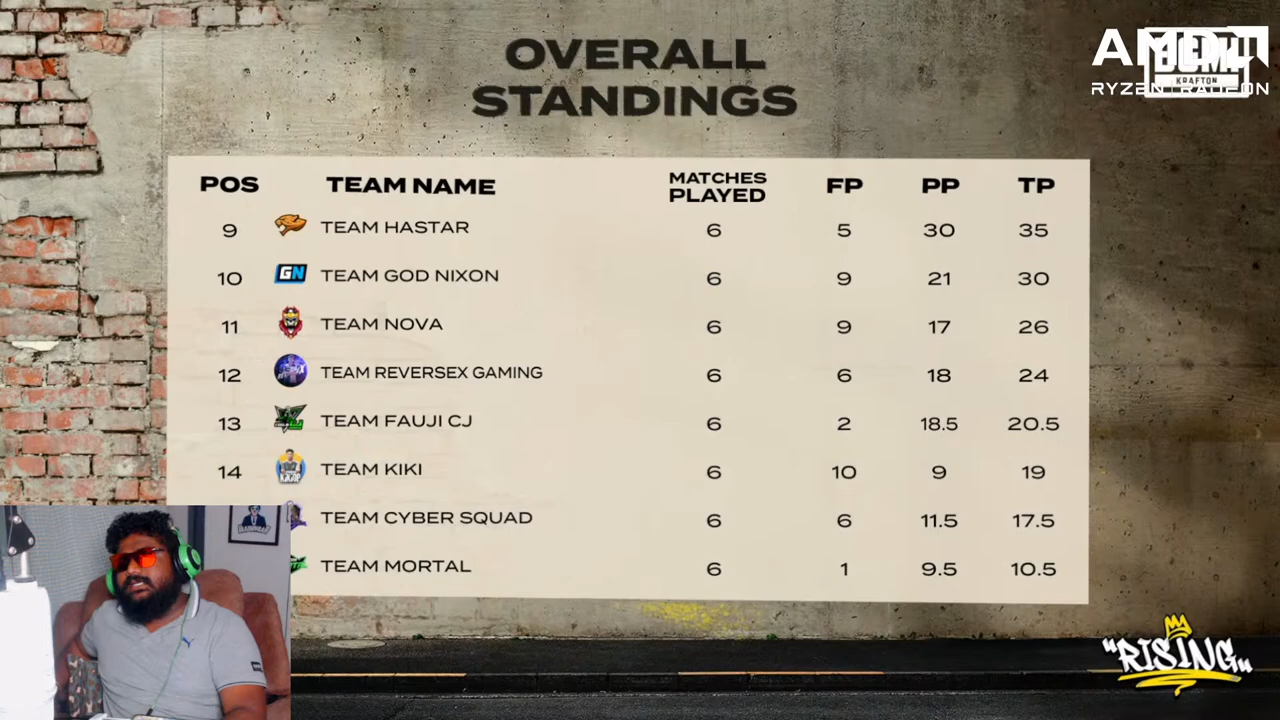 OVERALL
STANDINGS
AMD
RYZEN | RADEON
KRAFTON
POS TEAM NAME MATCHES PLAYED FP PP TP
9 TEAM HASTAR 6 5 30 35
10 GN TEAM GOD NIXON 6 9 21 30
11 TEAM NOVA 6 9 17 26
12 TEAM REVERSEX GAMING 6 6 18 24
13 TEAM FAUJI CJ 6 2 18.5 20.5
14 TEAM KIKI 6 10 9 19
TEAM CYBER SQUAD 6 6 11.5 17.5
TEAM MORTAL 6 1 9.5 10.5
"RISING"